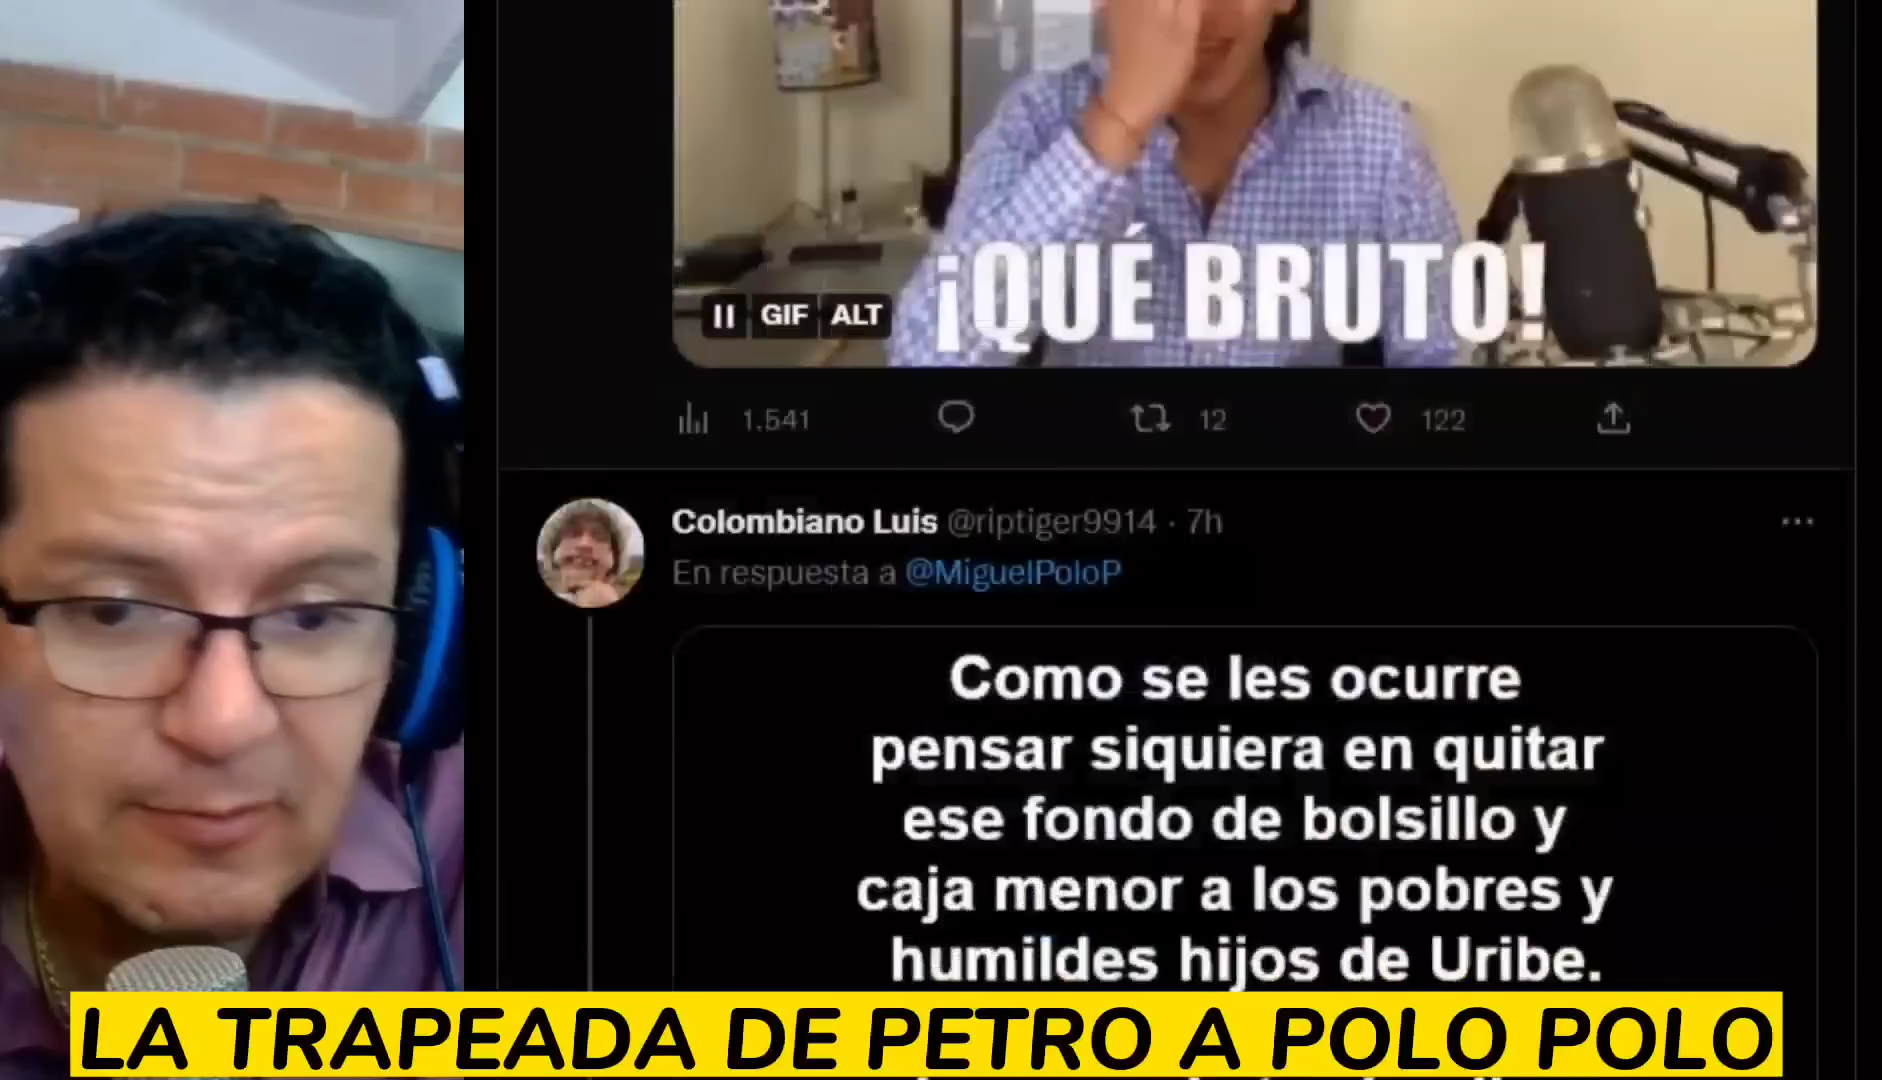 ¡QUÉ BRUTO!
GIF ALT
1.541 12 122
Colombiano Luis @riptiger9914 · 7h
En respuesta a @MiguelPoloP
Como se les ocurre
pensar siquiera en quitar
ese fondo de bolsillo y
caja menor a los pobres y
humildes hijos de Uribe.
LA TRAPEADA DE PETRO A POLO POLO